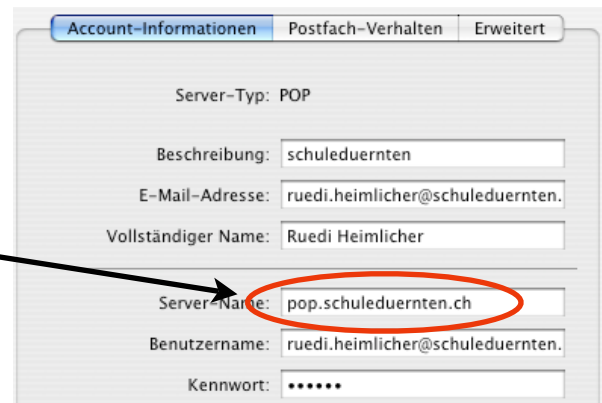 Account-Informationen Postfach-Verhalten Erweitert
Server-Typ: POP
Beschreibung: schuleduernten
E-Mail-Adresse: ruedi.heimlicher@schuleduernten.
Vollständiger Name: Ruedi Heimlicher
Server-Name: pop.schuleduernten.ch
Benutzername: ruedi.heimlicher@schuleduernten.
Kennwort: ••••••